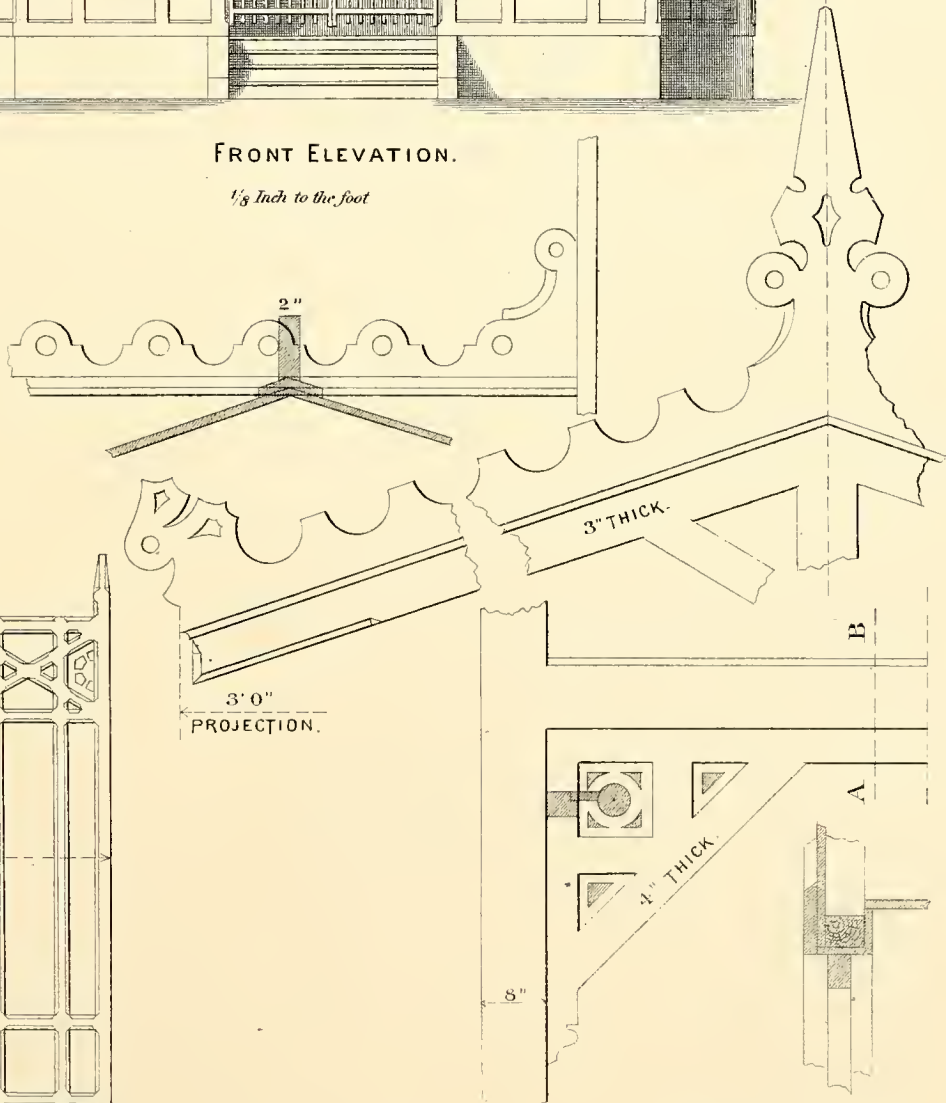 FRONT ELEVATION.
1/8 Inch to the foot
2"
3" THICK.
3' 0"
PROJECTION.
B
A
4" THICK.
8"